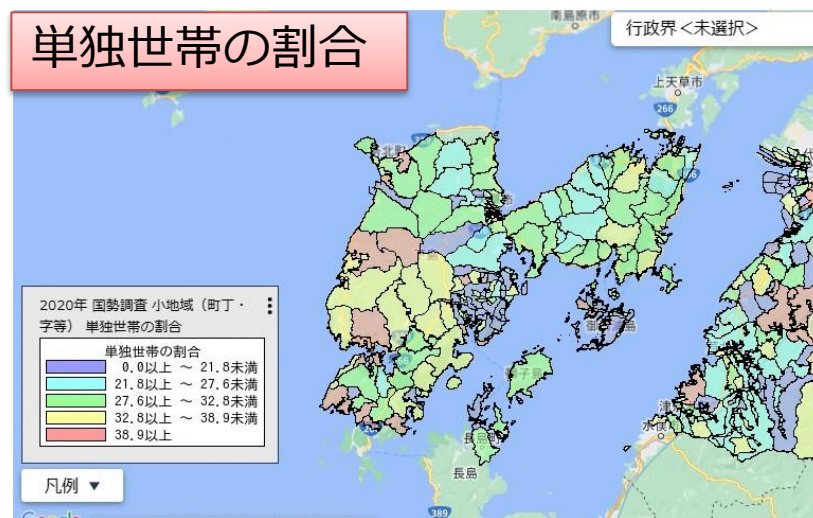 単独世帯の割合
南島原市
行政界<未選択>
上天草市
266
2020年 国勢調査 小地域(町丁・
字等) 単独世帯の割合
単独世帯の割合
0.0以上 ~ 21.8未満
21.8以上 ~ 27.6未満
27.6以上 ~ 32.8未満
32.8以上 ~ 38.9未満
38.9以上
凡例 ▼
長島
389
Google